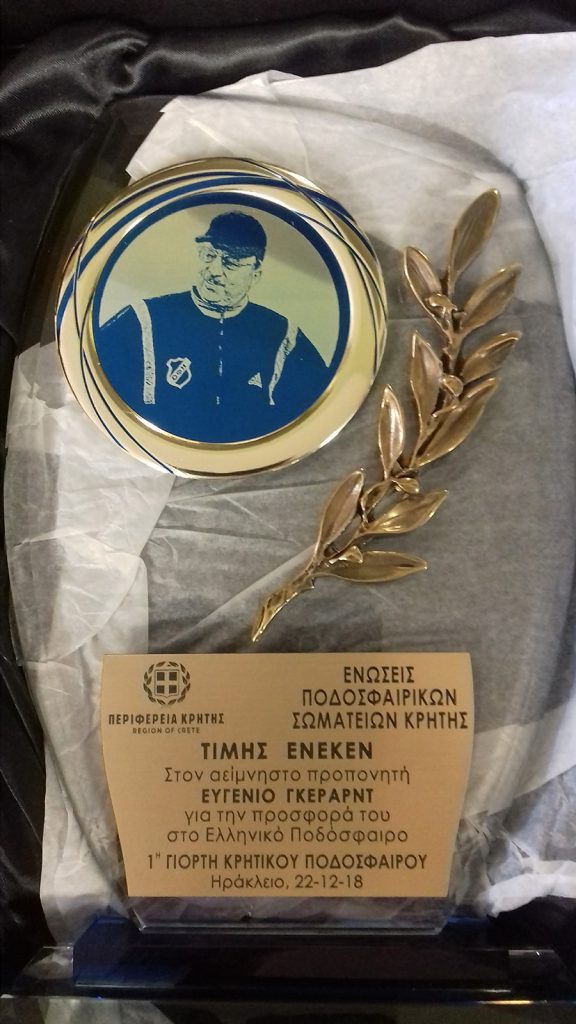 ΠΕΡΙΦΕΡΕΙΑ ΚΡΗΤΗΣ
REGION OF CRETE
ΕΝΩΣΕΙΣ
ΠΟΔΟΣΦΑΙΡΙΚΩΝ
ΣΩΜΑΤΕΙΩΝ ΚΡΗΤΗΣ
ΤΙΜΗΣ ΕΝΕΚΕΝ
Στον αείμνηστο προπονητή
ΕΥΓΕΝΙΟ ΓΚΕΡΑΡΝΤ
για την προσφορά του
στο Ελληνικό Ποδόσφαιρο
1η ΓΙΟΡΤΗ ΚΡΗΤΙΚΟΥ ΠΟΔΟΣΦΑΙΡΟΥ
Ηράκλειο, 22-12-18